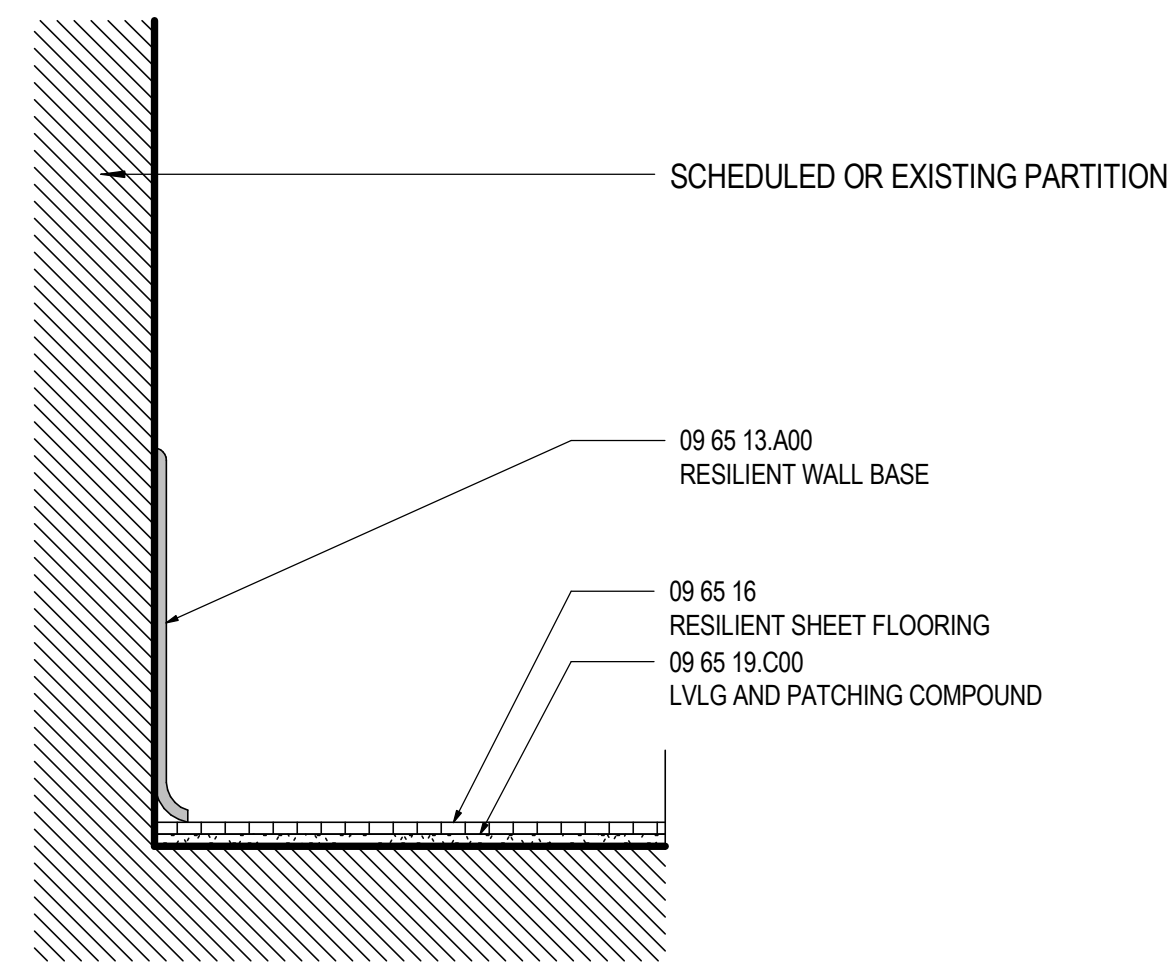 SCHEDULED OR EXISTING PARTITION
09 65 13.A00
RESILIENT WALL BASE
09 65 16
RESILIENT SHEET FLOORING
09 65 19.C00
LVLG AND PATCHING COMPOUND